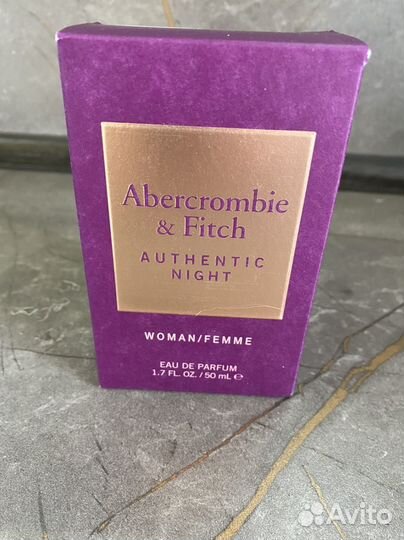 Abercrombie
& Fitch
AUTHENTIC
NIGHT
WOMAN/FEMME
EAU DE PARFUM
1.7 FL. OZ. / 50 mL ℮
Avito